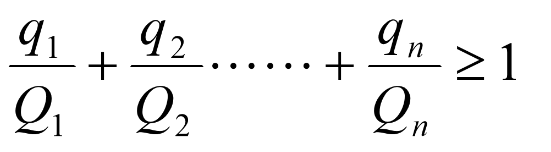 q₁/Q₁ + q₂/Q₂ ······ + qₙ/Qₙ ≥ 1